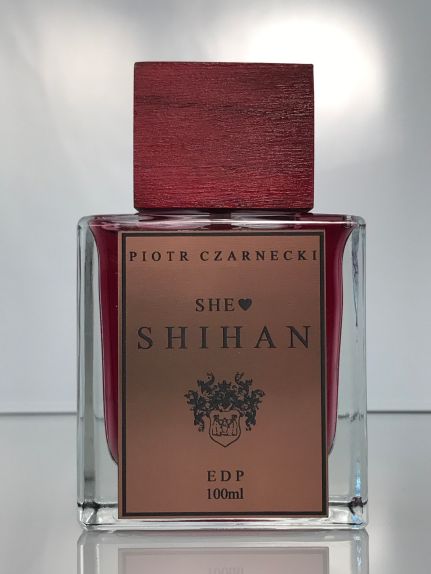 PIOTR CZARNECKI
SHE♥
SHIHAN
EDP
100ml